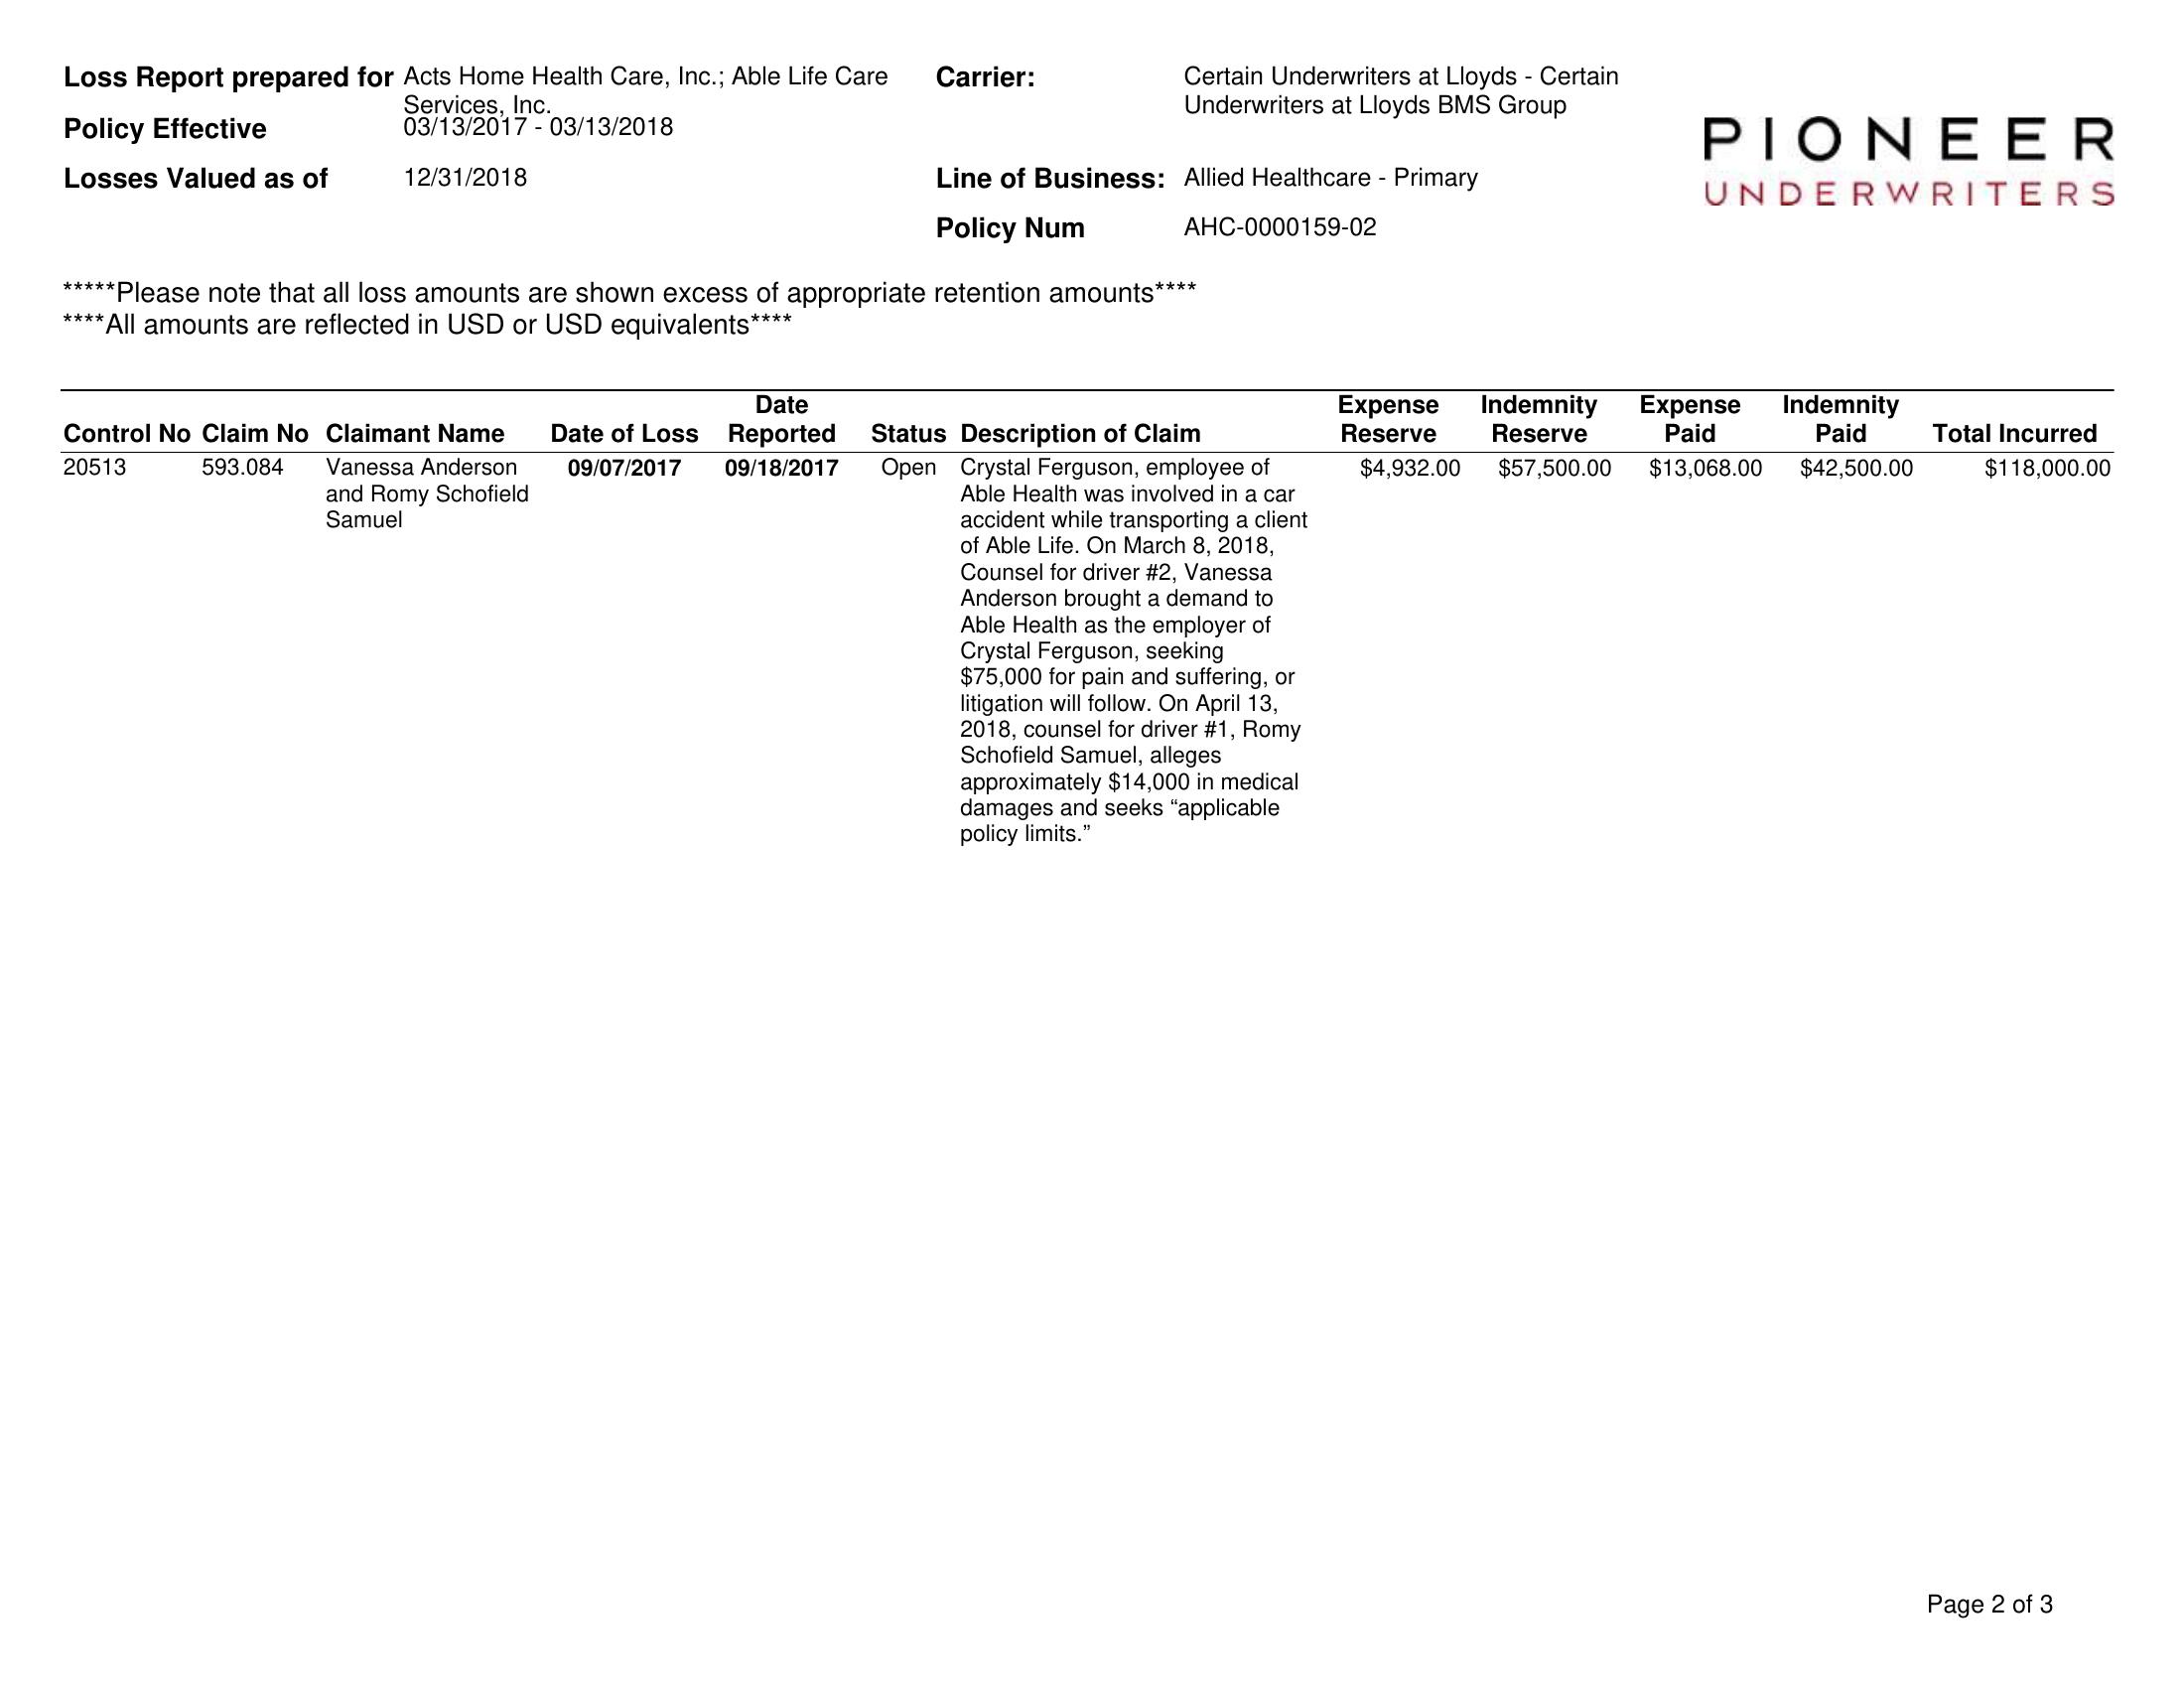 Loss Report prepared for Acts Home Health Care, Inc.; Able Life Care Services, Inc.
Policy Effective 03/13/2017 - 03/13/2018
Losses Valued as of 12/31/2018
Carrier: Certain Underwriters at Lloyds - Certain
Underwriters at Lloyds BMS Group
Line of Business: Allied Healthcare - Primary
Policy Num AHC-0000159-02
PIONEER
UNDERWRITERS
*****Please note that all loss amounts are shown excess of appropriate retention amounts****
****All amounts are reflected in USD or USD equivalents****
Control No Claim No Claimant Name Date of Loss Date Reported Status Description of Claim Expense Reserve Indemnity Reserve Expense Paid Indemnity Paid Total Incurred
20513 593.084 Vanessa Anderson and Romy Schofield Samuel 09/07/2017 09/18/2017 Open
Crystal Ferguson, employee of
Able Health was involved in a car
accident while transporting a client
of Able Life. On March 8, 2018,
Counsel for driver #2, Vanessa
Anderson brought a demand to
Able Health as the employer of
Crystal Ferguson, seeking
$75,000 for pain and suffering, or
litigation will follow. On April 13,
2018, counsel for driver #1, Romy
Schofield Samuel, alleges
approximately $14,000 in medical
damages and seeks “applicable
policy limits.”
$4,932.00 $57,500.00 $13,068.00 $42,500.00 $118,000.00
Page 2 of 3